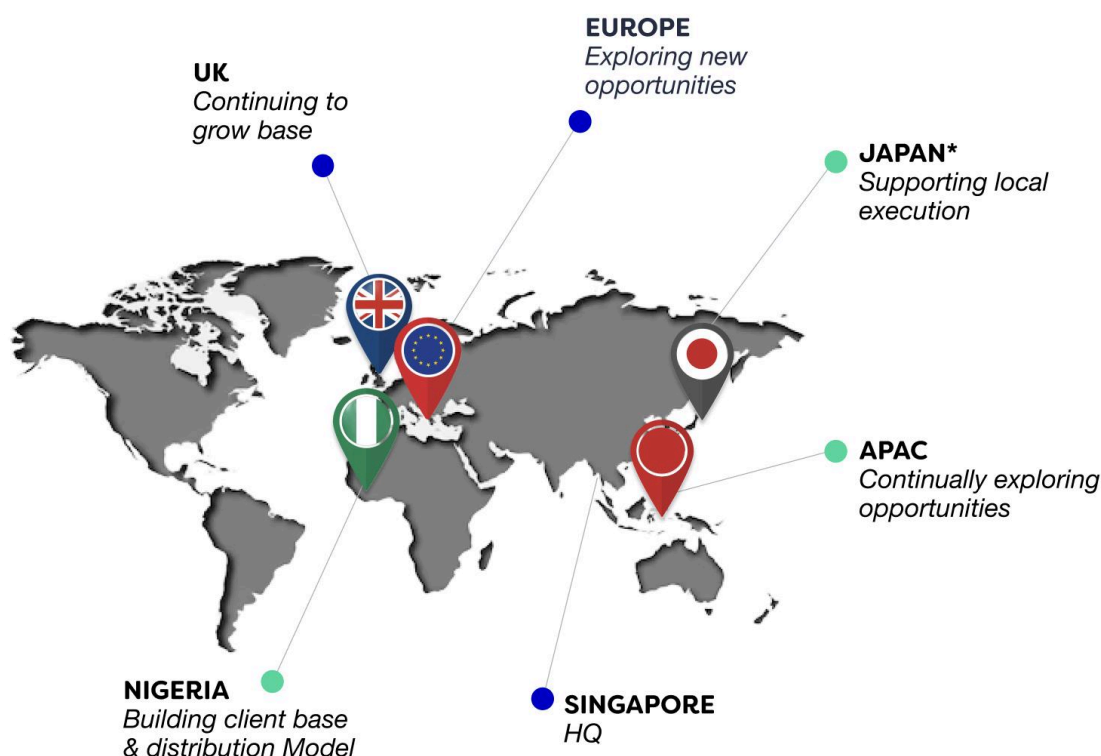 EUROPE
Exploring new
opportunities
UK
Continuing to
grow base
JAPAN*
Supporting local
execution
APAC
Continually exploring
opportunities
NIGERIA
Building client base
& distribution Model
SINGAPORE
HQ